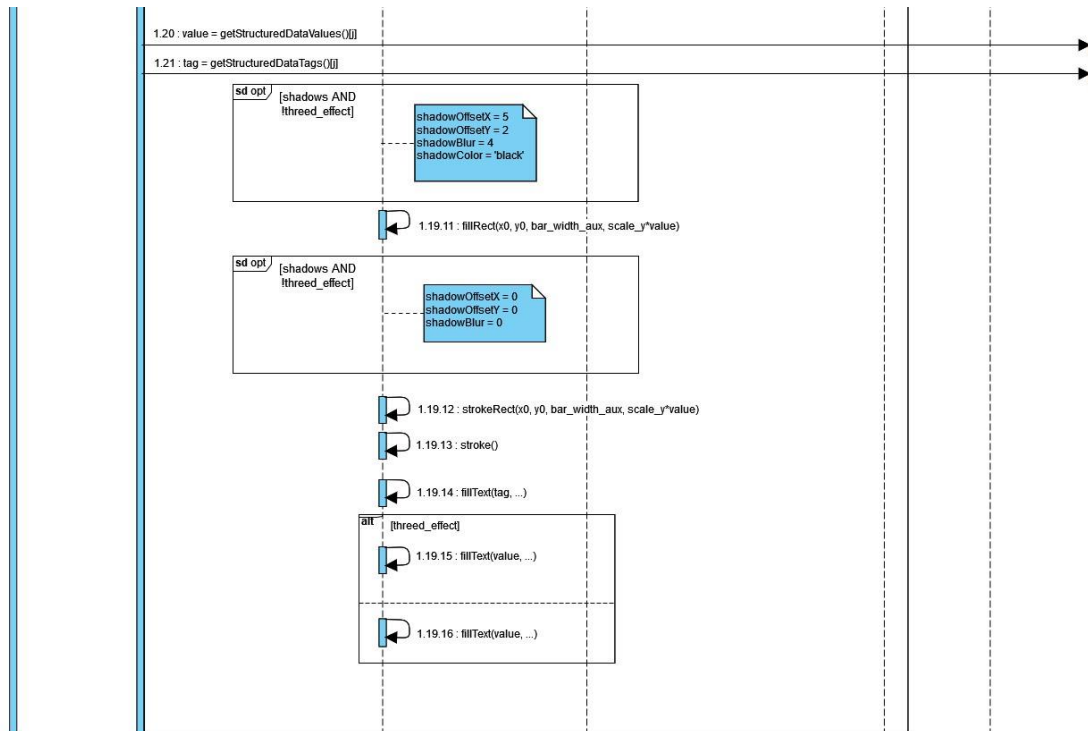 1.20 : value = getStructuredDataValues()[j]
1.21 : tag = getStructuredDataTags()[j]
sd opt
[shadows AND
!threed_effect]
shadowOffsetX = 5
shadowOffsetY = 2
shadowBlur = 4
shadowColor = 'black'
1.19.11 : fillRect(x0, y0, bar_width_aux, scale_y*value)
sd opt
[shadows AND
!threed_effect]
shadowOffsetX = 0
shadowOffsetY = 0
shadowBlur = 0
1.19.12 : strokeRect(x0, y0, bar_width_aux, scale_y*value)
1.19.13 : stroke()
1.19.14 : fillText(tag, ...)
alt
[threed_effect]
1.19.15 : fillText(value, ...)
1.19.16 : fillText(value, ...)